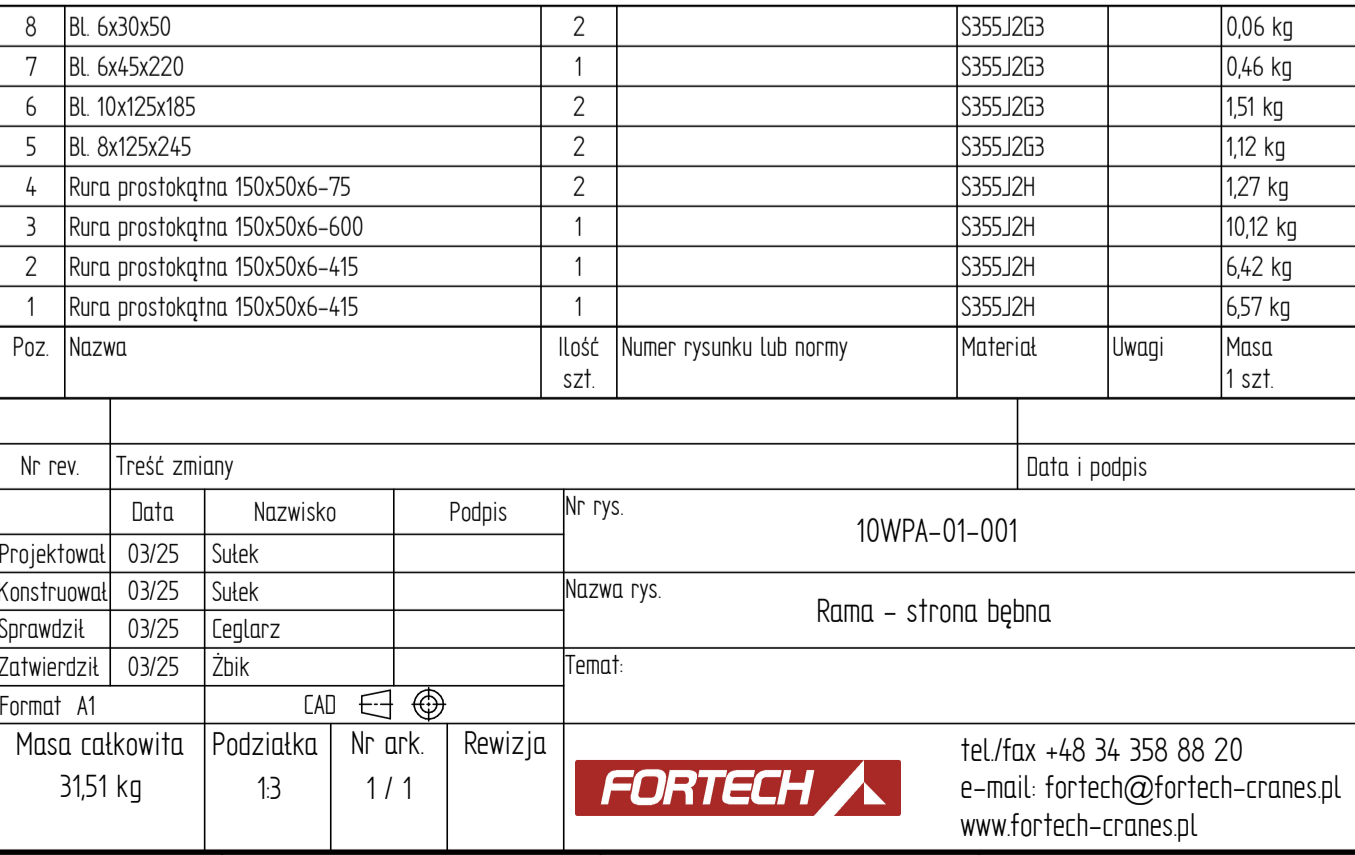 8 Bl. 6x30x50 2 S355J2G3 0,06 kg
7 Bl. 6x45x220 1 S355J2G3 0,46 kg
6 Bl. 10x125x185 2 S355J2G3 1,51 kg
5 Bl. 8x125x245 2 S355J2G3 1,12 kg
4 Rura prostokątna 150x50x6-75 2 S355J2H 1,27 kg
3 Rura prostokątna 150x50x6-600 1 S355J2H 10,12 kg
2 Rura prostokątna 150x50x6-415 1 S355J2H 6,42 kg
1 Rura prostokątna 150x50x6-415 1 S355J2H 6,57 kg
Poz. Nazwa Ilość Numer rysunku lub normy Materiał Uwagi Masa
szt. 1 szt.
Nr rev. Treść zmiany Data i podpis
Data Nazwisko Podpis Nr rys.
10WPA-01-001
Projektował 03/25 Sułek
Konstruował 03/25 Sułek Nazwa rys.
Rama - strona bębna
Sprawdził 03/25 Ceglarz
Zatwierdził 03/25 Żbik Temat:
Format A1 CAD
Masa całkowita Podziałka Nr ark. Rewizja
31,51 kg 1:3 1 / 1
FORTECH
tel./fax +48 34 358 88 20
e-mail: fortech@fortech-cranes.pl
www.fortech-cranes.pl